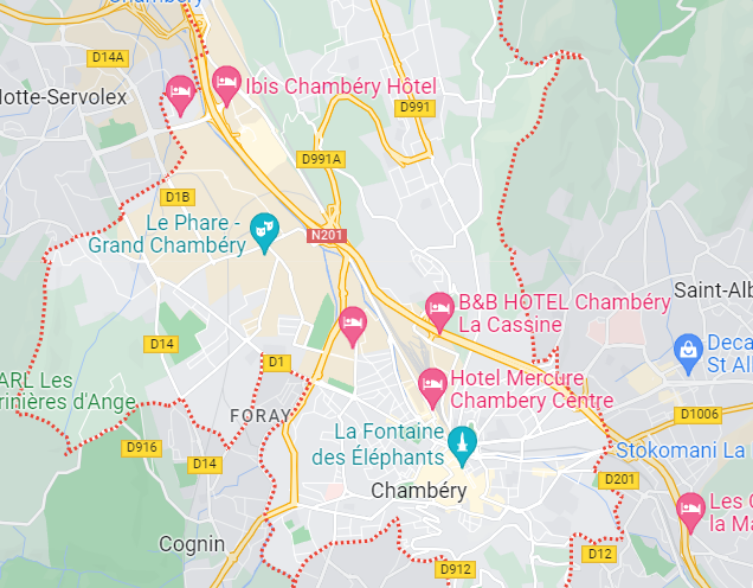 Chambéry
D14A
Motte-Servolex
Ibis Chambéry Hôtel
D991
D991A
D1B
Le Phare -
Grand Chambéry
N201
Saint-Alb
B&B HOTEL Chambéry
La Cassine
D14
D1
Deca
St Al
ARL Les
rinières d'Ange
Hotel Mercure
Chambery Centre
FORAY
D1006
La Fontaine
des Éléphants
D916
D14
Stokomani La
D201
Chambéry
Les
la Ma
Cognin
D912
D12